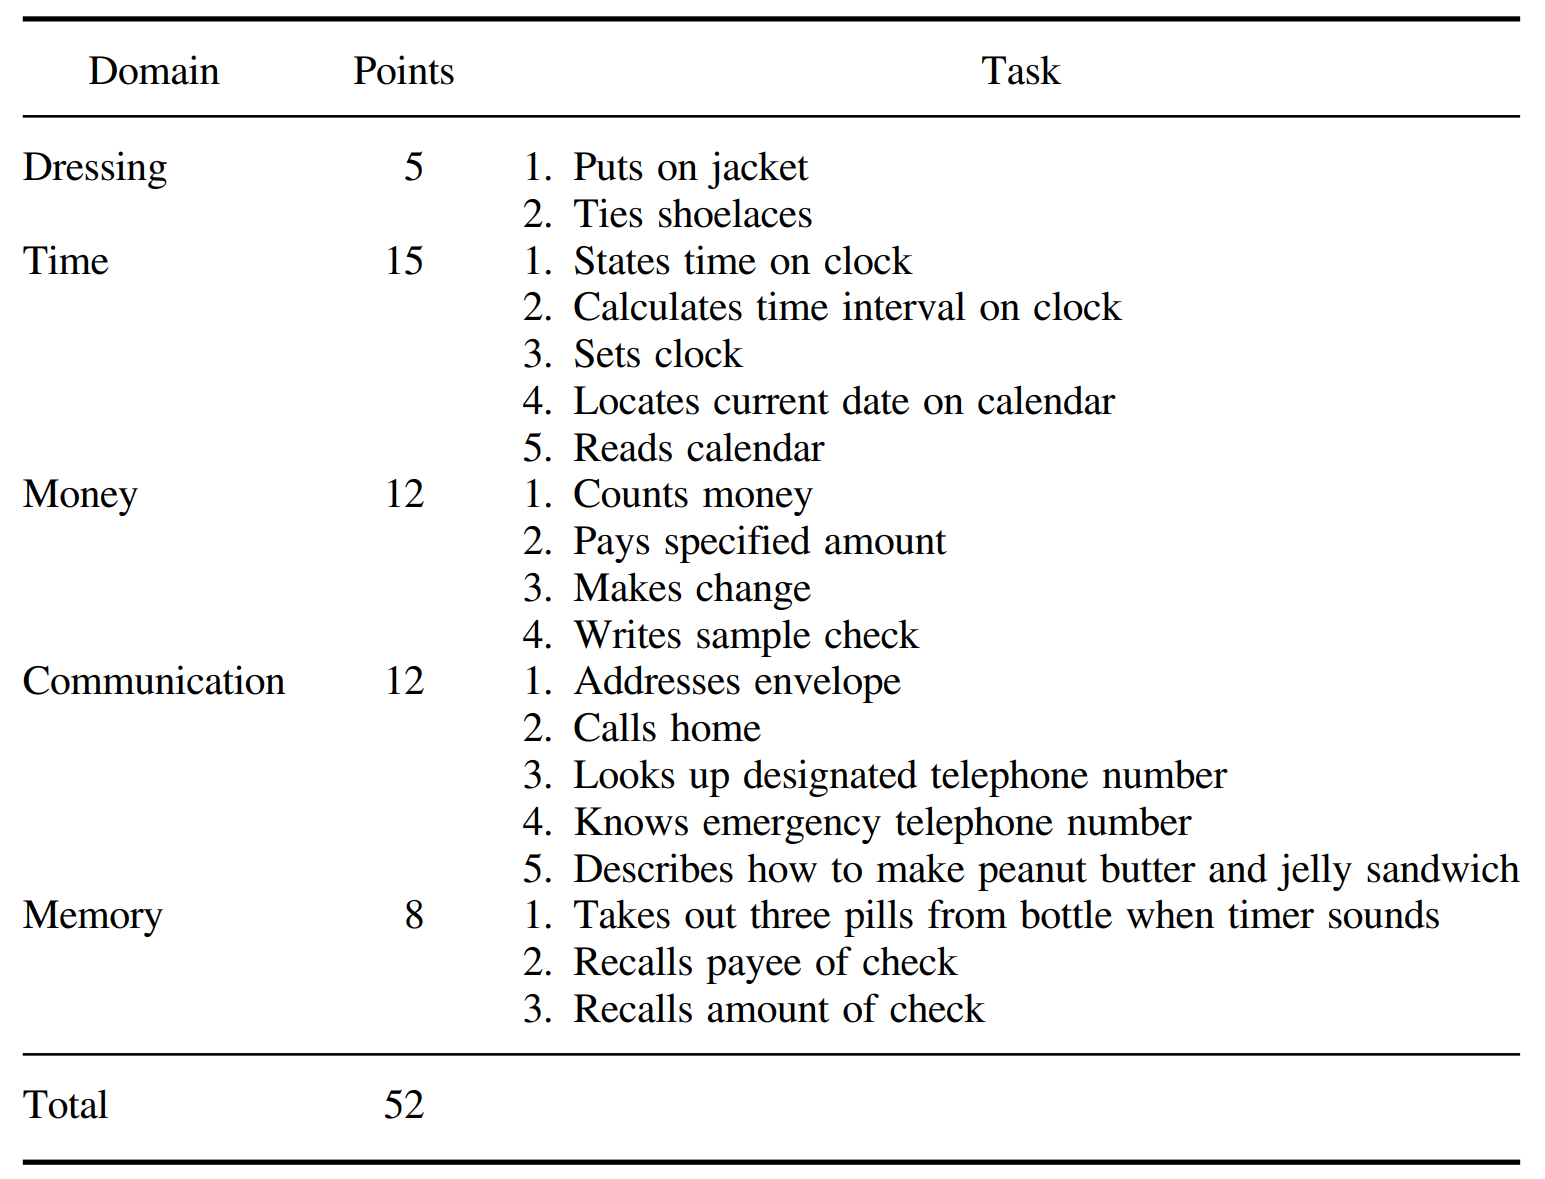 Domain Points Task
Dressing 5 1. Puts on jacket
2. Ties shoelaces
Time 15 1. States time on clock
2. Calculates time interval on clock
3. Sets clock
4. Locates current date on calendar
5. Reads calendar
Money 12 1. Counts money
2. Pays specified amount
3. Makes change
4. Writes sample check
Communication 12 1. Addresses envelope
2. Calls home
3. Looks up designated telephone number
4. Knows emergency telephone number
5. Describes how to make peanut butter and jelly sandwich
Memory 8 1. Takes out three pills from bottle when timer sounds
2. Recalls payee of check
3. Recalls amount of check
Total 52